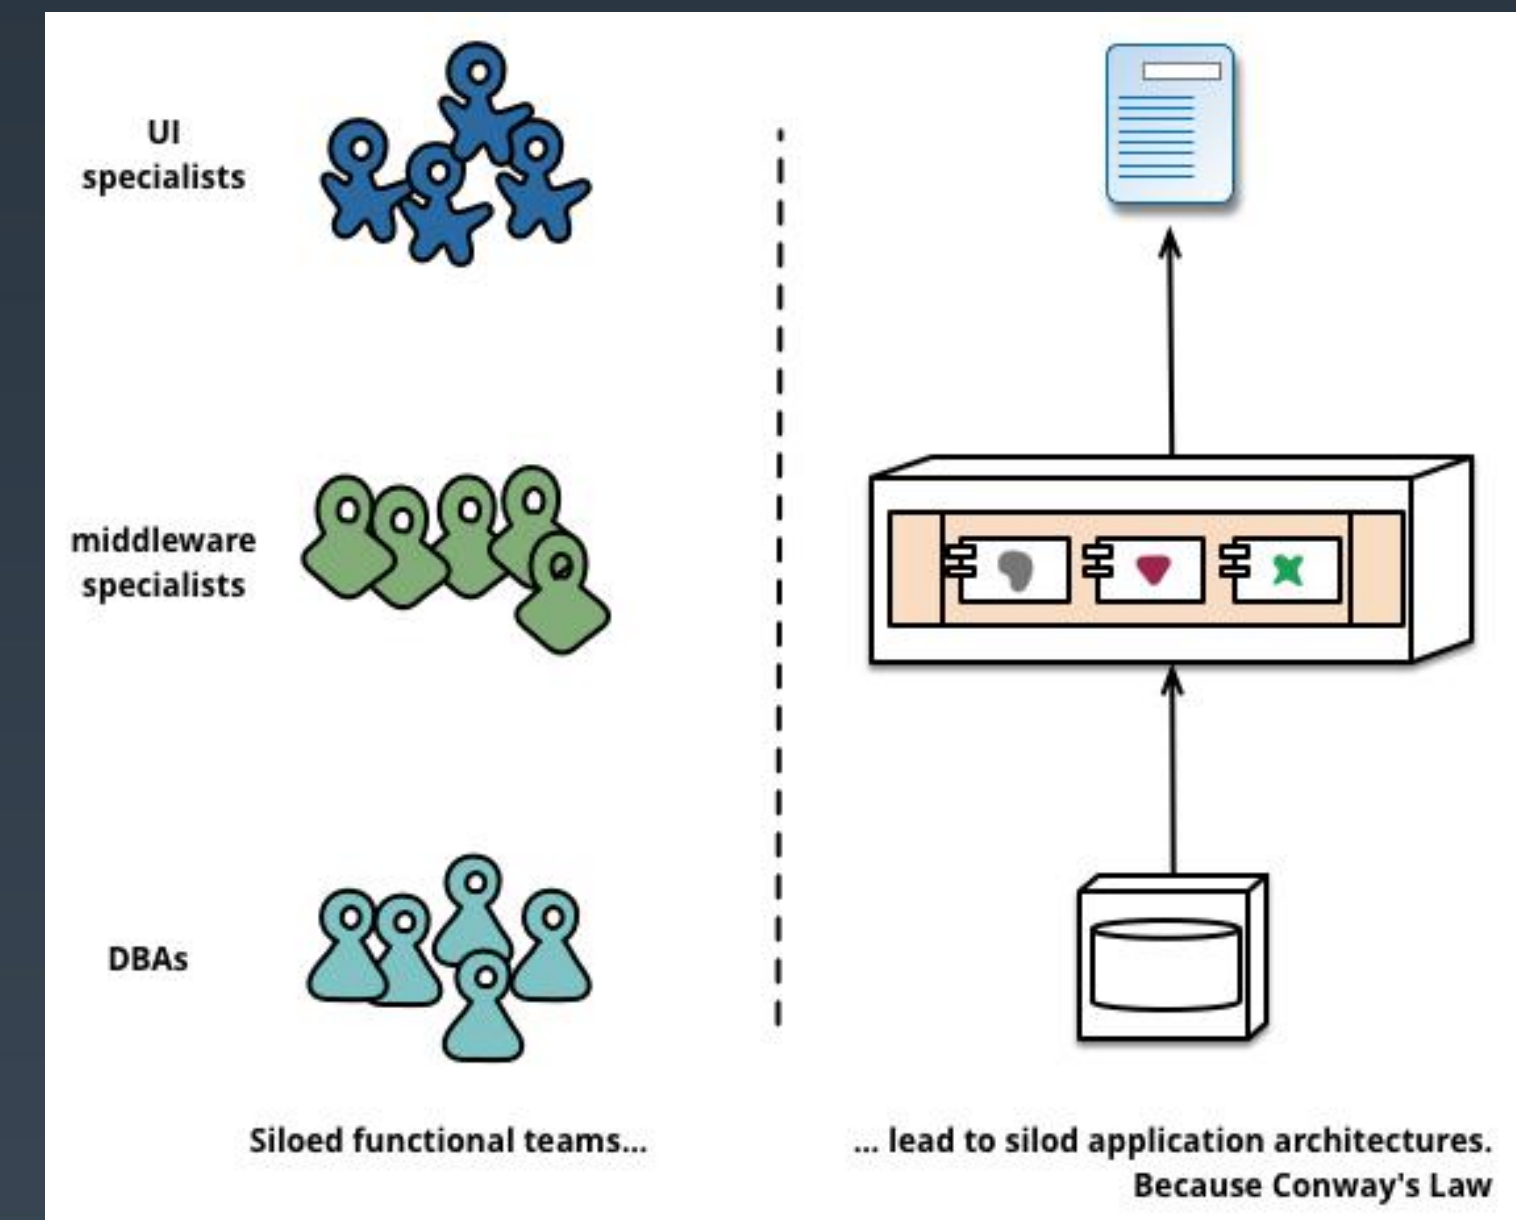 UI
specialists
middleware
specialists
DBAs
Siloed functional teams...
... lead to silod application architectures.
Because Conway's Law